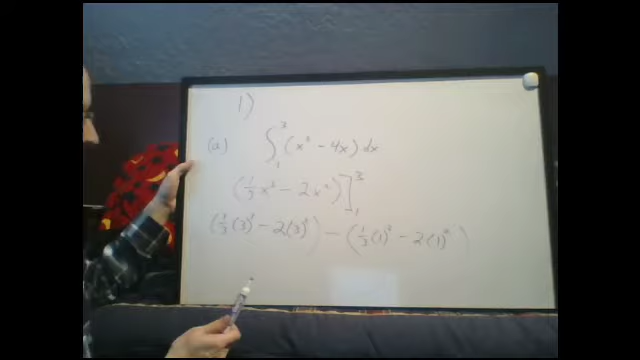 1)
(a) ∫₁³ (x² - 4x) dx
(⅓x³ - 2x²)]₁³
(⅓(3)³ - 2(3)²) - (⅓(1)³ - 2(1)²)